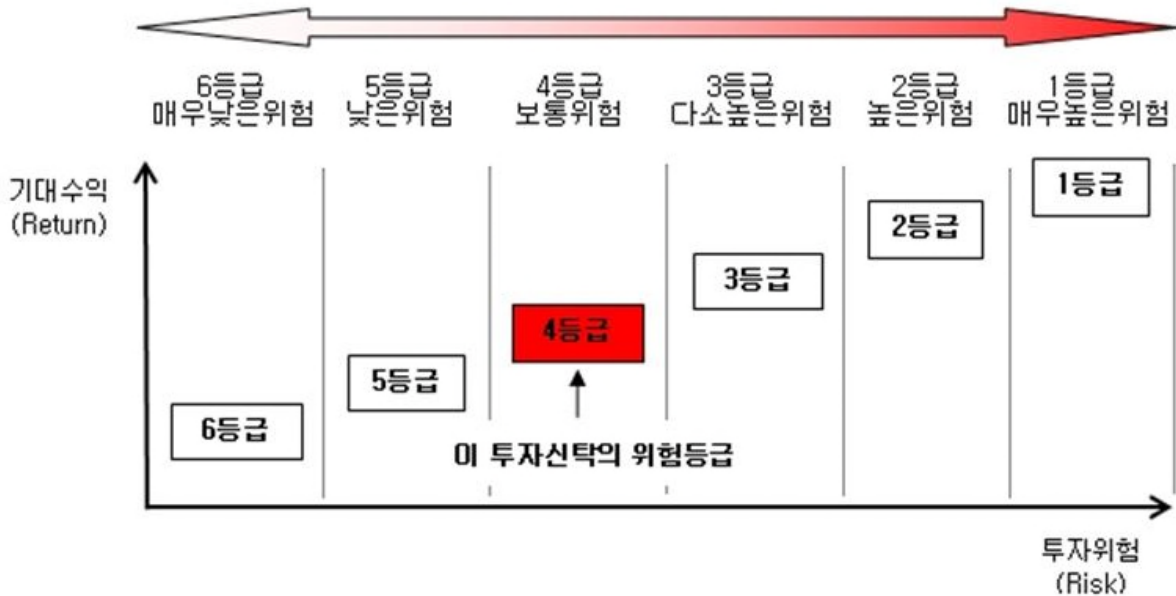 6등급
매우낮은위험
5등급
낮은위험
4등급
보통위험
3등급
다소높은위험
2등급
높은위험
1등급
매우높은위험
기대수익
(Return)
1등급
2등급
3등급
4등급
5등급
6등급
이 투자신탁의 위험등급
투자위험
(Risk)